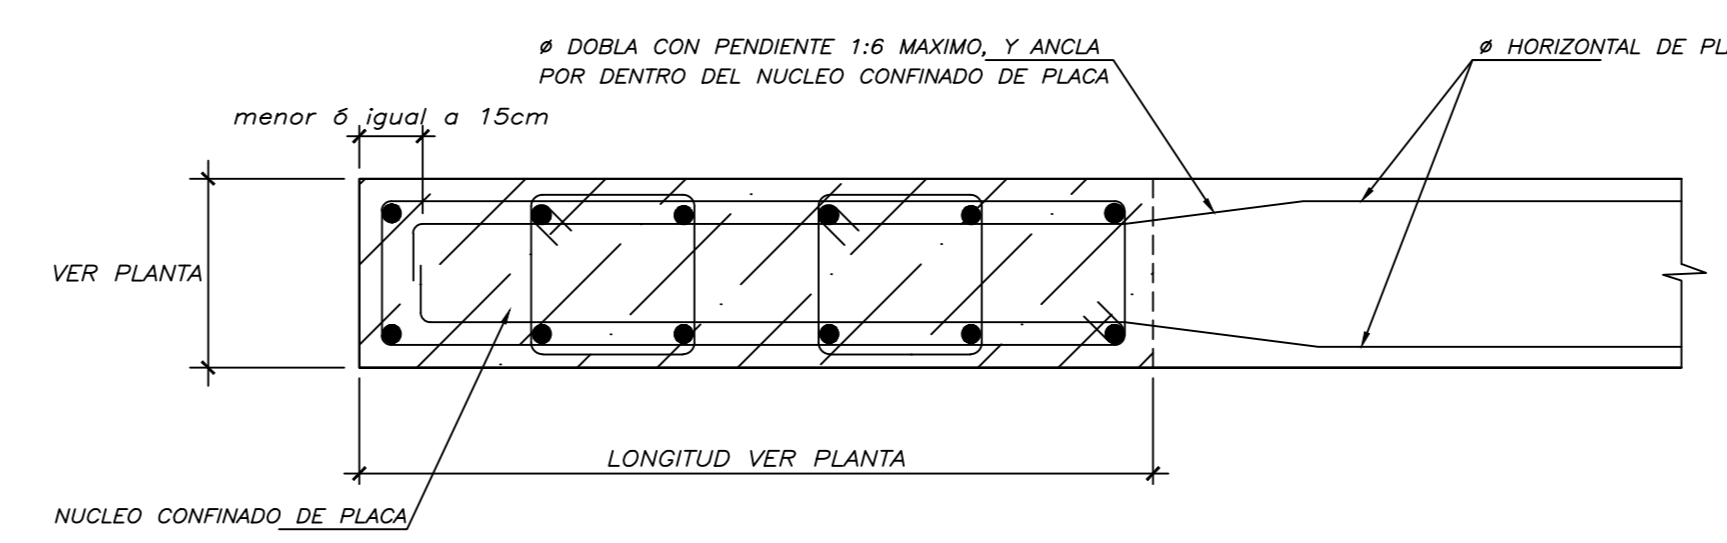 Ø DOBLA CON PENDIENTE 1:6 MAXIMO, Y ANCLA
POR DENTRO DEL NUCLEO CONFINADO DE PLACA
Ø HORIZONTAL DE
menor ó igual a 15cm
VER PLANTA
LONGITUD VER PLANTA
NUCLEO CONFINADO DE PLACA